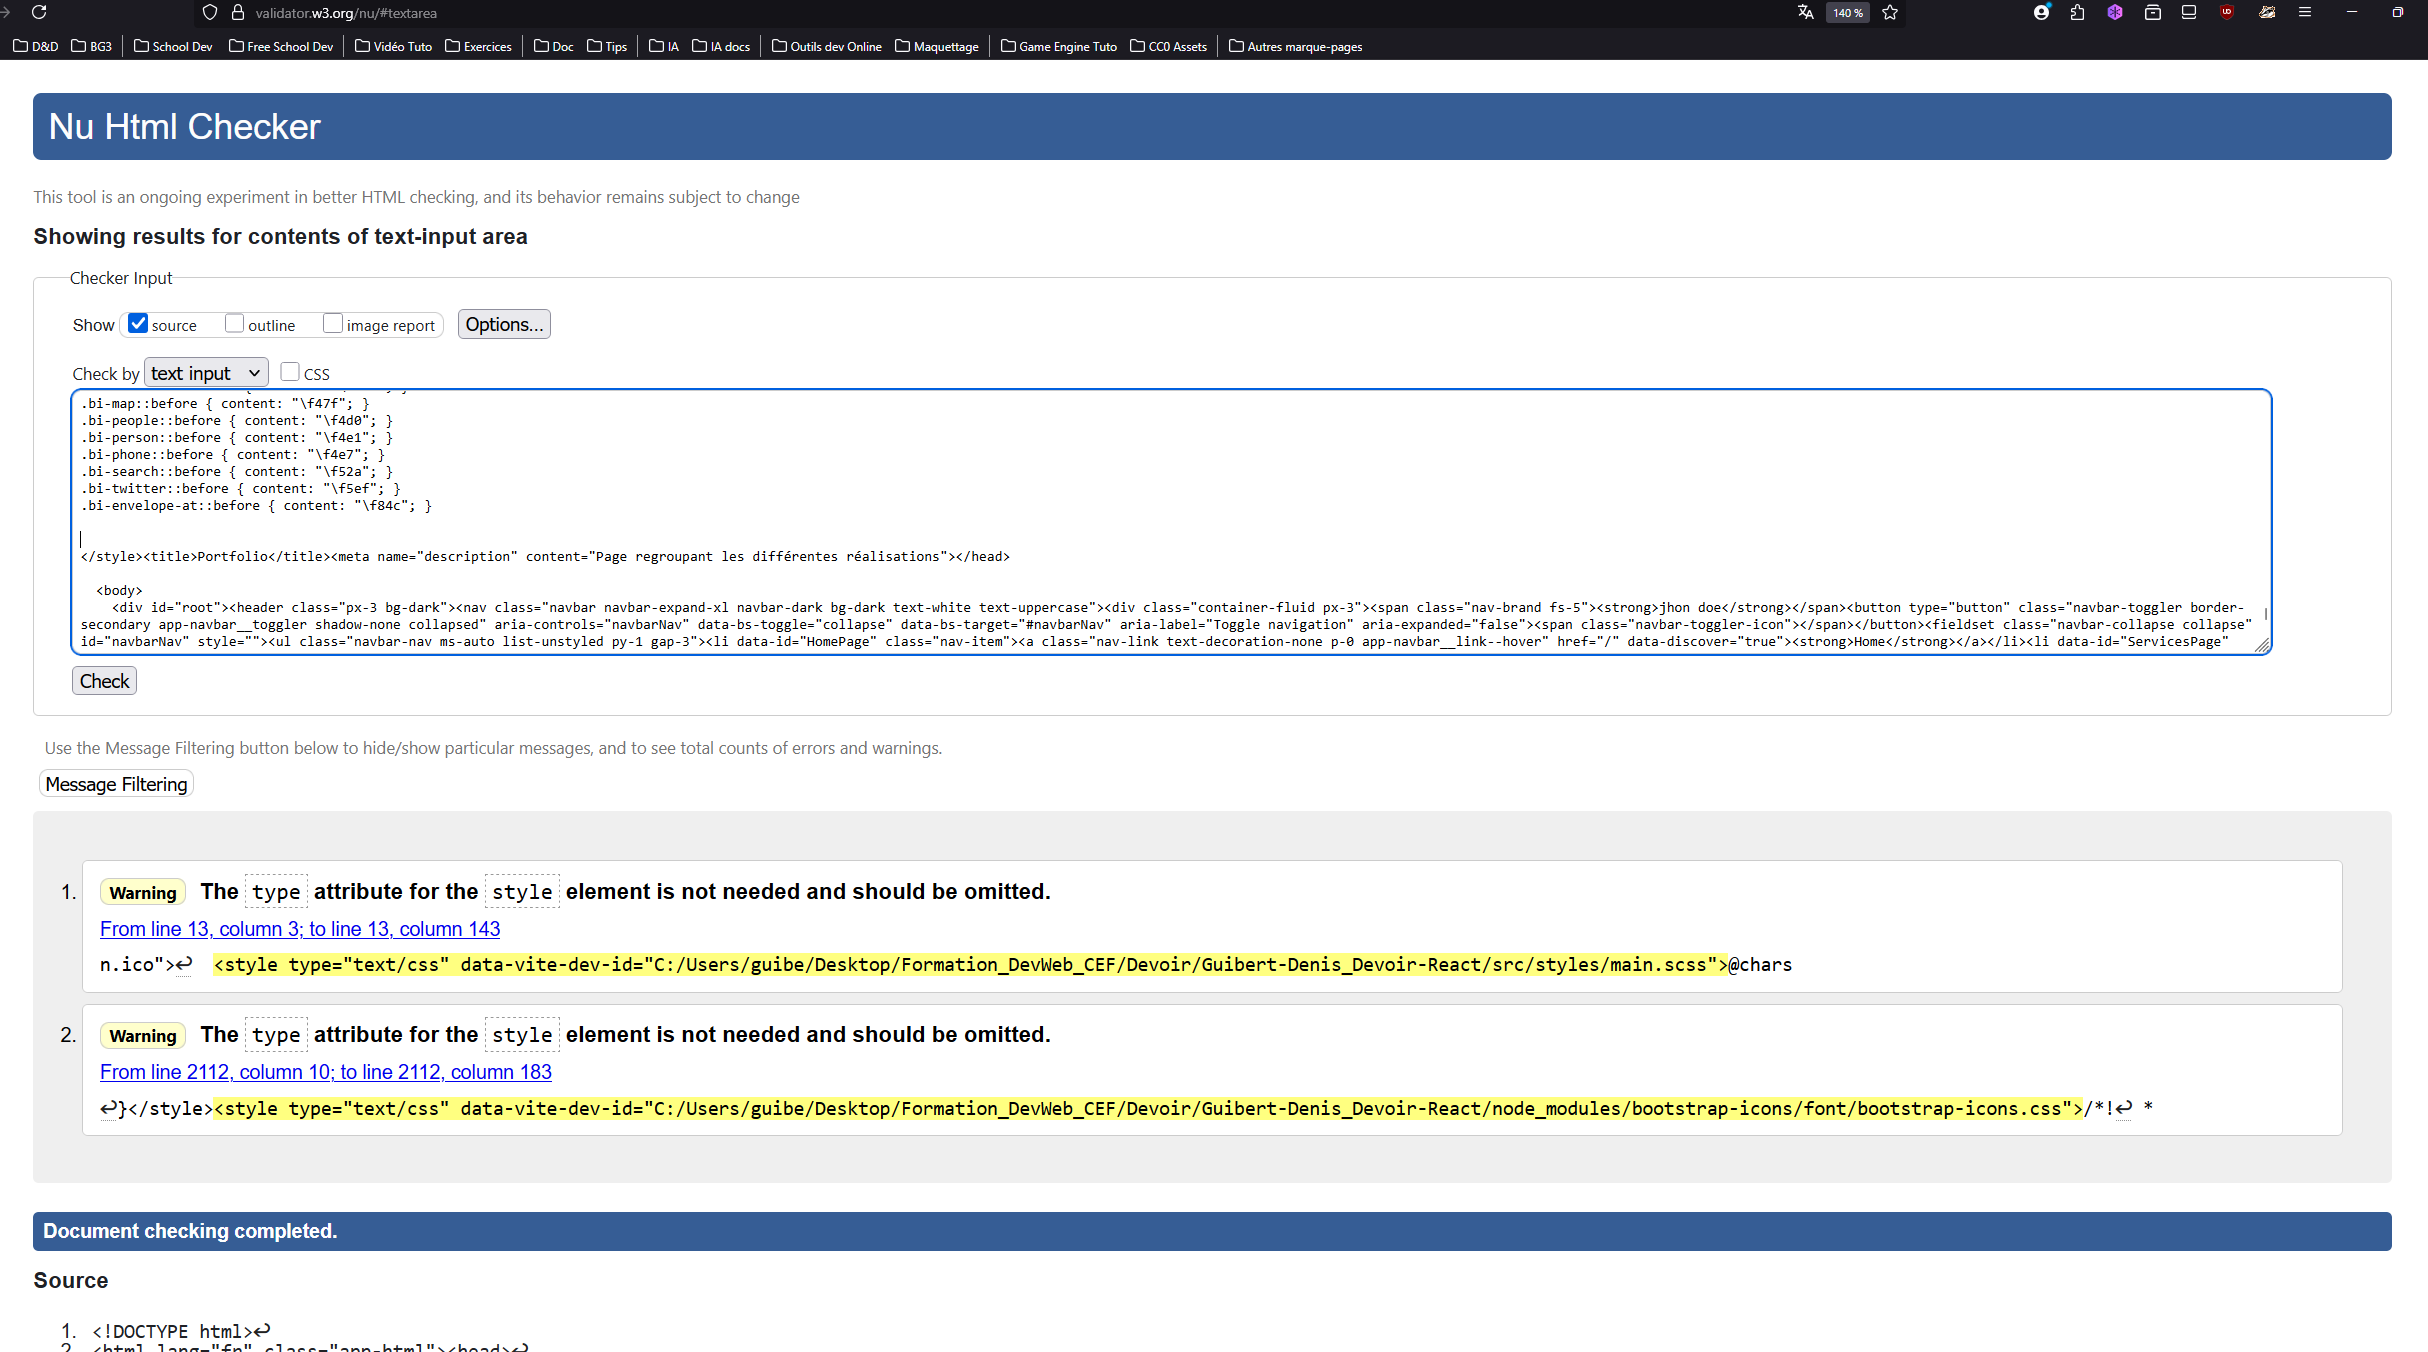 validator.w3.org/nu/#textarea
140 %
D&D BG3 School Dev Free School Dev Vidéo Tuto Exercices Doc Tips IA IA docs Outils dev Online Maquettage Game Engine Tuto CC0 Assets Autres marque-pages
Nu Html Checker
This tool is an ongoing experiment in better HTML checking, and its behavior remains subject to change
Showing results for contents of text-input area
Checker Input
Show source outline image report Options...
Check by text input CSS
.bi-map::before { content: "\f47f"; }
.bi-people::before { content: "\f4d0"; }
.bi-person::before { content: "\f4e1"; }
.bi-phone::before { content: "\f4e7"; }
.bi-search::before { content: "\f52a"; }
.bi-twitter::before { content: "\f5ef"; }
.bi-envelope-at::before { content: "\f84c"; }
</style><title>Portfolio</title><meta name="description" content="Page regroupant les différentes réalisations"></head>
<body>
<div id="root"><header class="px-3 bg-dark"><nav class="navbar navbar-expand-xl navbar-dark bg-dark text-white text-uppercase"><div class="container-fluid px-3"><span class="nav-brand fs-5"><strong>jhon doe</strong></span><button type="button" class="navbar-toggler border-
secondary app-navbar__toggler shadow-none collapsed" aria-controls="navbarNav" data-bs-toggle="collapse" data-bs-target="#navbarNav" aria-label="Toggle navigation" aria-expanded="false"><span class="navbar-toggler-icon"></span></button><fieldset class="navbar-collapse collapse"
id="navbarNav" style=""><ul class="navbar-nav ms-auto list-unstyled py-1 gap-3"><li data-id="HomePage" class="nav-item"><a class="nav-link text-decoration-none p-0 app-navbar__link--hover" href="/" data-discover="true"><strong>Home</strong></a></li><li data-id="ServicesPage"
Check
Use the Message Filtering button below to hide/show particular messages, and to see total counts of errors and warnings.
Message Filtering
1. Warning The type attribute for the style element is not needed and should be omitted.
From line 13, column 3; to line 13, column 143
n.ico">↩ <style type="text/css" data-vite-dev-id="C:/Users/guibe/Desktop/Formation_DevWeb_CEF/Devoir/Guibert-Denis_Devoir-React/src/styles/main.scss">@chars
2. Warning The type attribute for the style element is not needed and should be omitted.
From line 2112, column 10; to line 2112, column 183
↩}</style><style type="text/css" data-vite-dev-id="C:/Users/guibe/Desktop/Formation_DevWeb_CEF/Devoir/Guibert-Denis_Devoir-React/node_modules/bootstrap-icons/font/bootstrap-icons.css">/*!↩ *
Document checking completed.
Source
1. <!DOCTYPE html>↩
2. <html lang="fr" class="app-html"><head>↩